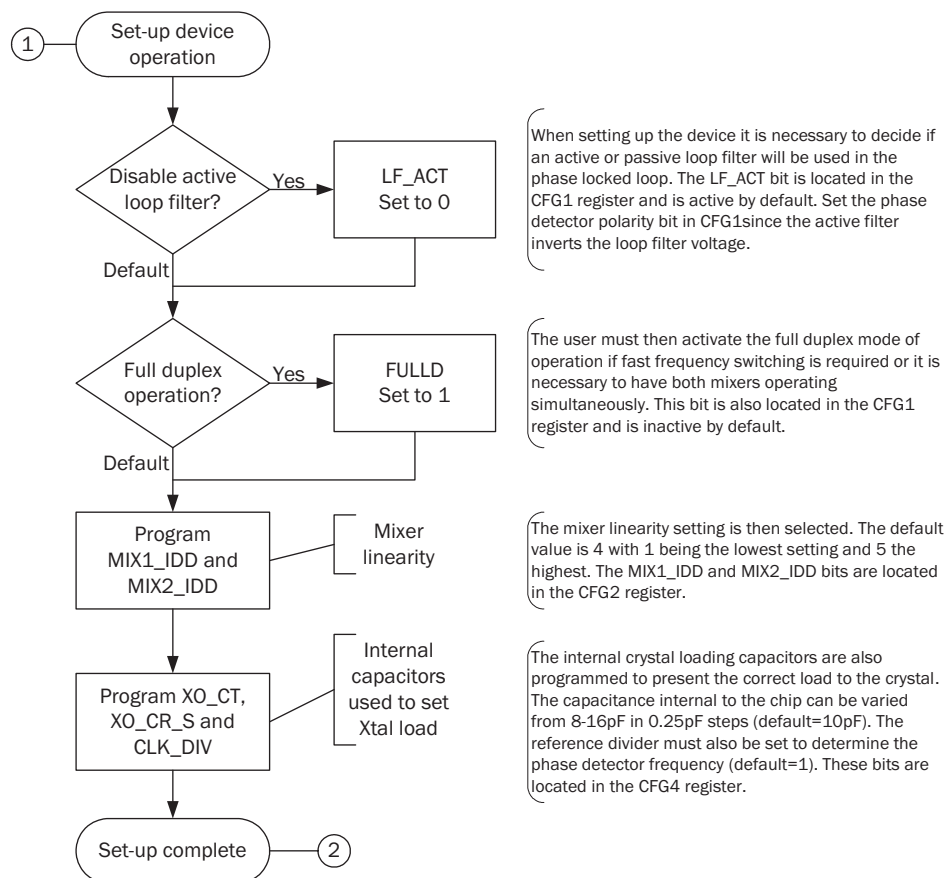 1
Set-up device
operation
Disable active
loop filter?
Yes
LF_ACT
Set to 0
Default
When setting up the device it is necessary to decide if
an active or passive loop filter will be used in the
phase locked loop. The LF_ACT bit is located in the
CFG1 register and is active by default. Set the phase
detector polarity bit in CFG1since the active filter
inverts the loop filter voltage.
Full duplex
operation?
Yes
FULLD
Set to 1
Default
The user must then activate the full duplex mode of
operation if fast frequency switching is required or it is
necessary to have both mixers operating
simultaneously. This bit is also located in the CFG1
register and is inactive by default.
Program
MIX1_IDD and
MIX2_IDD
Mixer
linearity
The mixer linearity setting is then selected. The default
value is 4 with 1 being the lowest setting and 5 the
highest. The MIX1_IDD and MIX2_IDD bits are located
in the CFG2 register.
Program XO_CT,
XO_CR_S and
CLK_DIV
Internal
capacitors
used to set
Xtal load
The internal crystal loading capacitors are also
programmed to present the correct load to the crystal.
The capacitance internal to the chip can be varied
from 8-16pF in 0.25pF steps (default=10pF). The
reference divider must also be set to determine the
phase detector frequency (default=1). These bits are
located in the CFG4 register.
Set-up complete
2